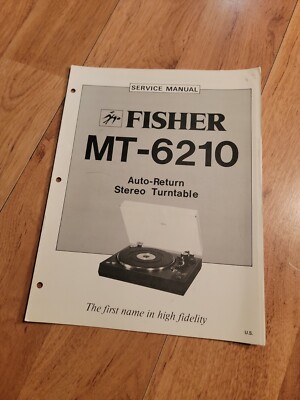 SERVICE MANUAL
FISHER
MT-6210
Auto-Return
Stereo Turntable
The first name in high fidelity
U.S.